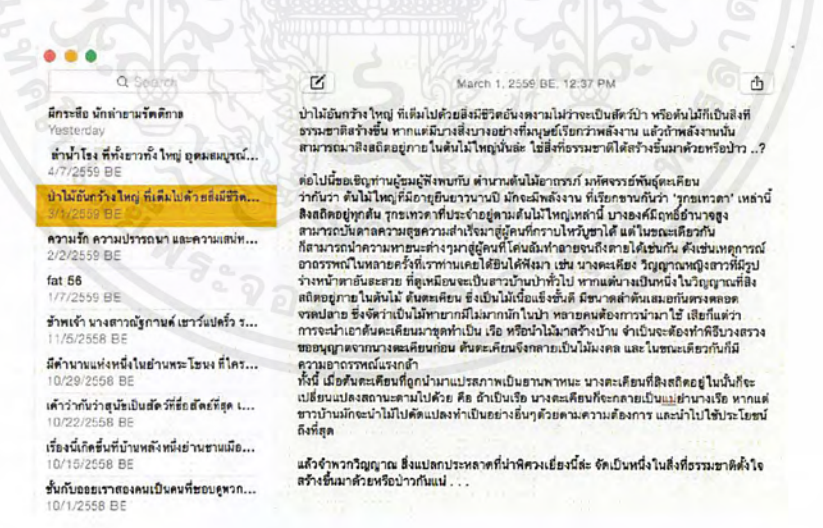 Search
March 1, 2559 BE, 12:37 PM
ผีกระสือ นักล่ายามรัตติกาล
Yesterday
ลำน้ำโขง ที่ทั้งยาวทั้งใหญ่ อุดมสมบูรณ์...
4/7/2559 BE
ป่าไม้อันกว้างใหญ่ ที่เต็มไปด้วยสิ่งมีชีวิต...
3/1/2559 BE
ความรัก ความปรารถนา และความเสน่ห...
2/2/2559 BE
fat 56
1/7/2559 BE
ข้าพเจ้า นางสาวณัฐกานต์ เชาว์แปดริ้ว ร...
11/5/2558 BE
มีตำนานแห่งหนึ่งในย่านพระโขนง ที่ใคร...
10/29/2558 BE
เค้าว่ากันว่าสุนัขเป็นสัตว์ที่ซื่อสัตย์ที่สุด เ...
10/22/2558 BE
เรื่องนี้เกิดขึ้นที่บ้านหลังหนึ่งย่านชานเมือ...
10/15/2558 BE
ชั้นกับออยเราสองคนเป็นคนที่ชอบดูพวก...
10/1/2558 BE
ป่าไม้อันกว้างใหญ่ ที่เต็มไปด้วยสิ่งมีชีวิตอันงดงามไม่ว่าจะเป็นสัตว์ป่า หรือต้นไม้ก็เป็นสิ่งที่
ธรรมชาติสร้างขึ้น หากแต่มีบางสิ่งบางอย่างที่มนุษย์เรียกว่าพลังงาน แล้วถ้าพลังงานนั้น
สามารถมาสิงสถิตอยู่ภายในต้นไม้ใหญ่นั่นล่ะ ใช่สิ่งที่ธรรมชาติได้สร้างขึ้นมาด้วยหรือป่าว ..?
ต่อไปนี้ขอเชิญท่านผู้ชมผู้ฟังพบกับ ตำนานต้นไม้อาถรรภ์ มหัศจรรย์พันธุ์ตะเคียน
ว่ากันว่า ต้นไม้ใหญ่ที่มีอายุยืนยาวนานปี มักจะมีพลังงาน ที่เรียกขานกันว่า 'รุกขเทวดา' เหล่านี้
สิงสถิตอยู่ทุกต้น รุกขเทวดาที่ประจำอยู่ตามต้นไม้ใหญ่เหล่านี้ บางองค์มีฤทธิ์อำนาจสูง
สามารถบันดาลความสุขความสำเร็จมาสู่ผู้คนที่กราบไหว้บูชาได้ แต่ในขณะเดียวกัน
ก็สามารถนำความหายนะต่างๆมาสู่ผู้คนที่โค่นล้มทำลายจนถึงตายได้เช่นกัน ดังเช่นเหตุการณ์
อาถรรพณ์ในหลายครั้งที่เราท่านเคยได้ยินได้ฟังมา เช่น นางตะเคียง วิญญาณหญิงสาวที่มีรูป
ร่างหน้าตาอันสะสวย ที่ดูเหมือนจะเป็นสาวบ้านป่าทั่วไป หากแต่นางเป็นหนึ่งในวิญญาณที่สิง
สถิตอยู่ภายในต้นไม้ ต้นตะเคียน ซึ่งเป็นไม้เนื้อแข็งชั้นดี มีขนาดลำต้นเสมอกันตรงตลอด
จรดปลาย ซึ่งจัดว่าเป็นไม้หายากมีไม่มากนักในป่า หลายคนต้องการนำมาใช้ เสียก็แต่ว่า
การจะนำเอาต้นตะเคียนมาขุดทำเป็น เรือ หรือนำไม้มาสร้างบ้าน จำเป็นจะต้องทำพิธีบวงสรวง
ขออนุญาตจากนางตะเคียนก่อน ต้นตะเคียนจึงกลายเป็นไม้มงคล และในขณะเดียวกันก็มี
ความอาถรรพณ์แรงกล้า
ทั้งนี้ เมื่อต้นตะเคียนที่ถูกนำมาแปรสภาพเป็นยานพาหนะ นางตะเคียนที่สิงสถิตอยู่ในนั้นก็จะ
เปลี่ยนแปลงสถานะตามไปด้วย คือ ถ้าเป็นเรือ นางตะเคียนก็จะกลายเป็นแม่ย่านางเรือ หากแต่
ชาวบ้านมักจะนำไม้ไปดัดแปลงทำเป็นอย่างอื่นๆด้วยตามความต้องการ และนำไปใช้ประโยชน์
ถึงที่สุด
แล้วจำพวกวิญญาณ สิ่งแปลกประหลาดที่น่าพิศวงเยี่ยงนี้ล่ะ จัดเป็นหนึ่งในสิ่งที่ธรรมชาติตั้งใจ
สร้างขึ้นมาด้วยหรือป่าวกันแน่ . . .